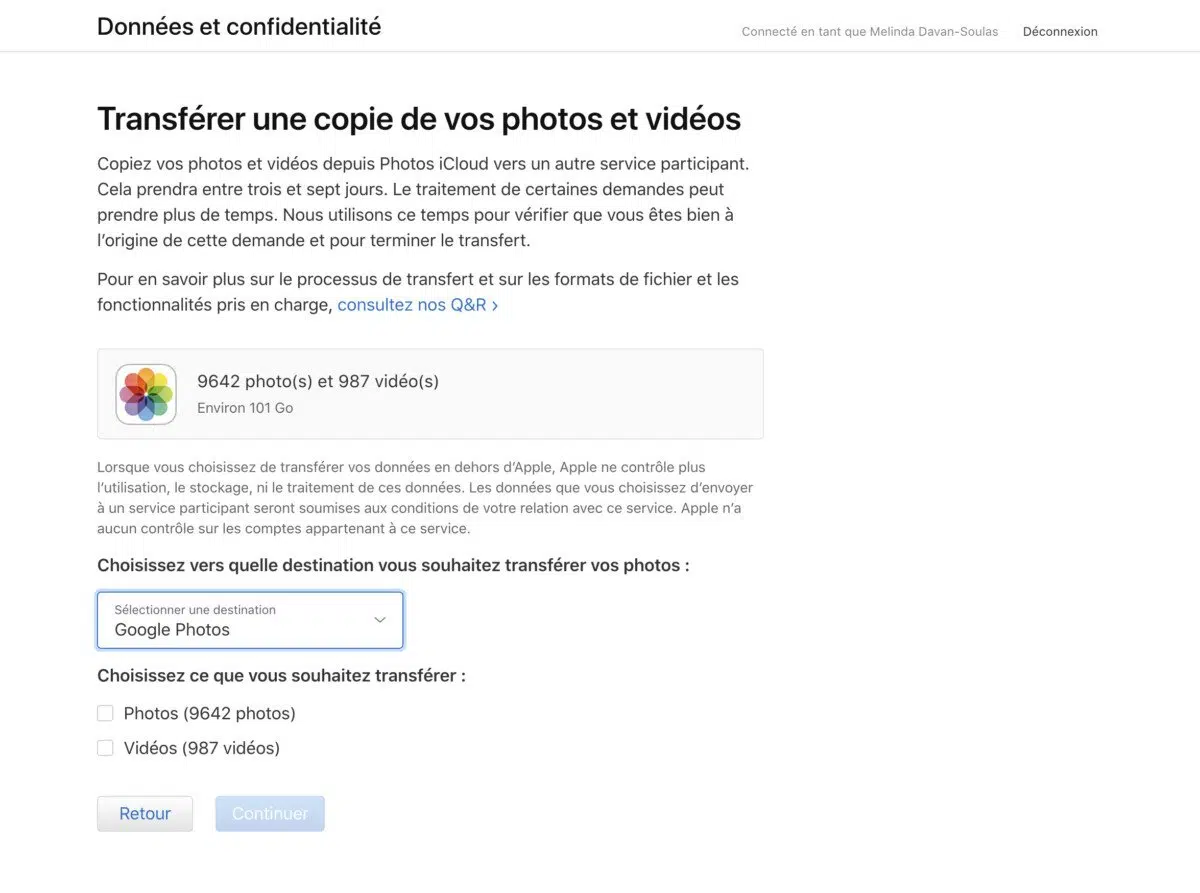 Données et confidentialité
Connecté en tant que Melinda Davan-Soulas
Déconnexion
Transférer une copie de vos photos et vidéos
Copiez vos photos et vidéos depuis Photos iCloud vers un autre service participant.
Cela prendra entre trois et sept jours. Le traitement de certaines demandes peut
prendre plus de temps. Nous utilisons ce temps pour vérifier que vous êtes bien à
l’origine de cette demande et pour terminer le transfert.
Pour en savoir plus sur le processus de transfert et sur les formats de fichier et les
fonctionnalités pris en charge, consultez nos Q&R ›
9642 photo(s) et 987 vidéo(s)
Environ 101 Go
Lorsque vous choisissez de transférer vos données en dehors d’Apple, Apple ne contrôle plus
l’utilisation, le stockage, ni le traitement de ces données. Les données que vous choisissez d’envoyer
à un service participant seront soumises aux conditions de votre relation avec ce service. Apple n’a
aucun contrôle sur les comptes appartenant à ce service.
Choisissez vers quelle destination vous souhaitez transférer vos photos :
Sélectionner une destination
Google Photos
Choisissez ce que vous souhaitez transférer :
Photos (9642 photos)
Vidéos (987 vidéos)
Retour
Continuer